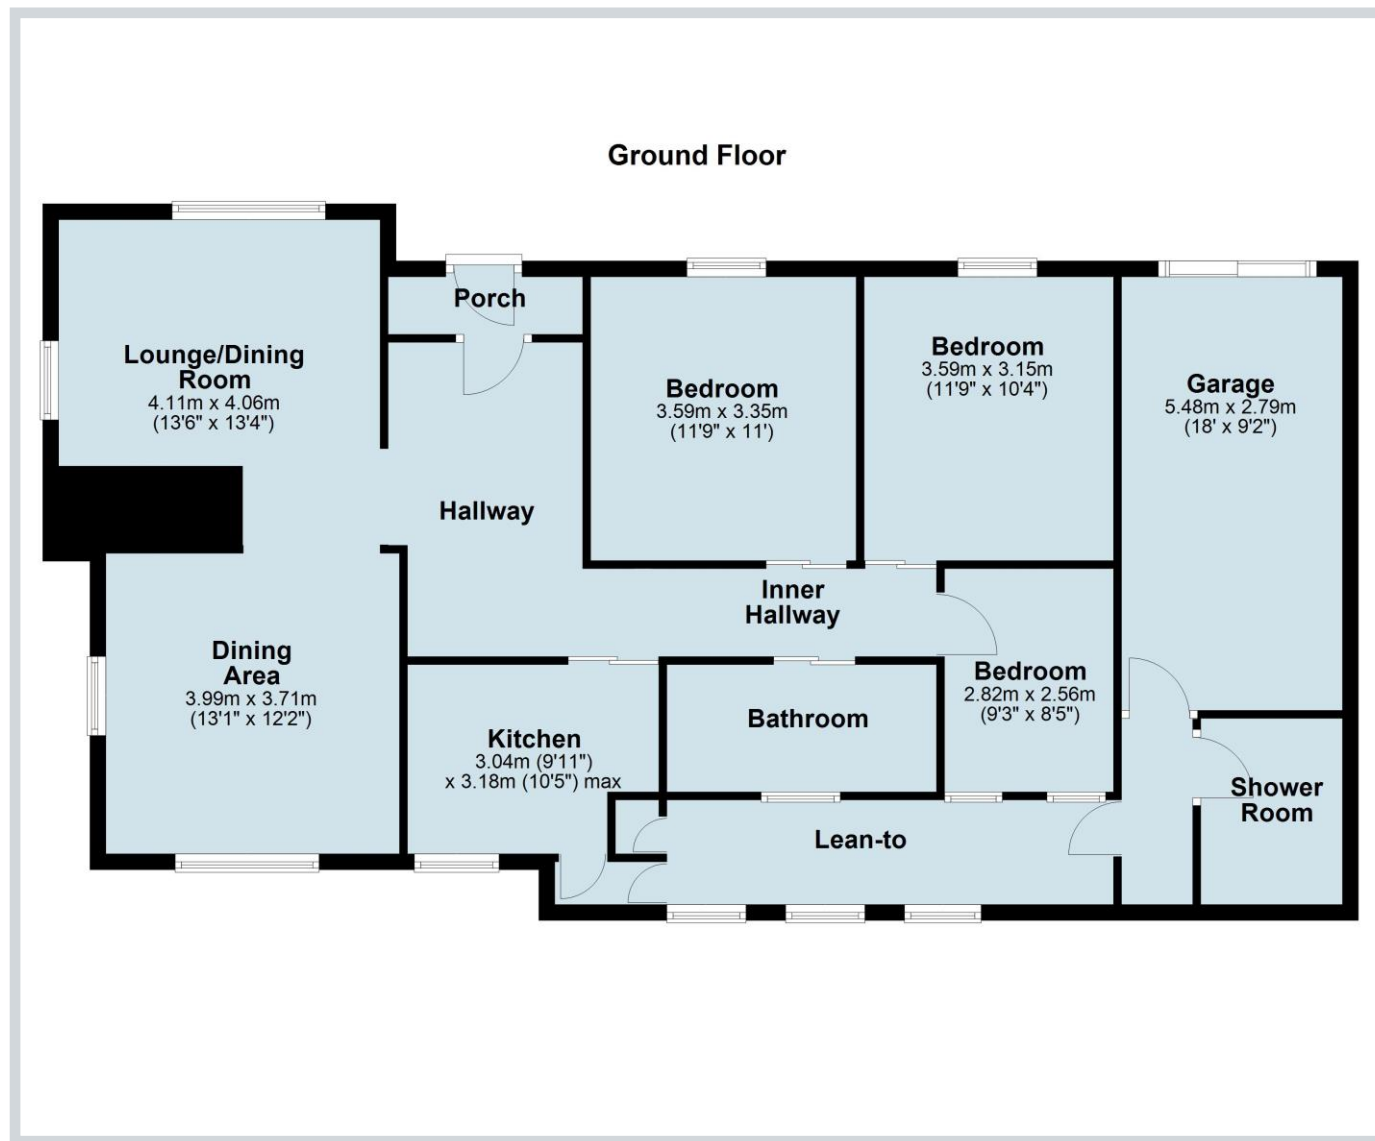 Ground Floor
Porch
Lounge/Dining
Room
4.11m x 4.06m
(13'6" x 13'4")
Bedroom
3.59m x 3.35m
(11'9" x 11')
Bedroom
3.59m x 3.15m
(11'9" x 10'4")
Garage
5.48m x 2.79m
(18' x 9'2")
Hallway
Inner
Hallway
Dining
Area
3.99m x 3.71m
(13'1" x 12'2")
Kitchen
3.04m (9'11")
x 3.18m (10'5") max
Bathroom
Bedroom
2.82m x 2.56m
(9'3" x 8'5")
Shower
Room
Lean-to